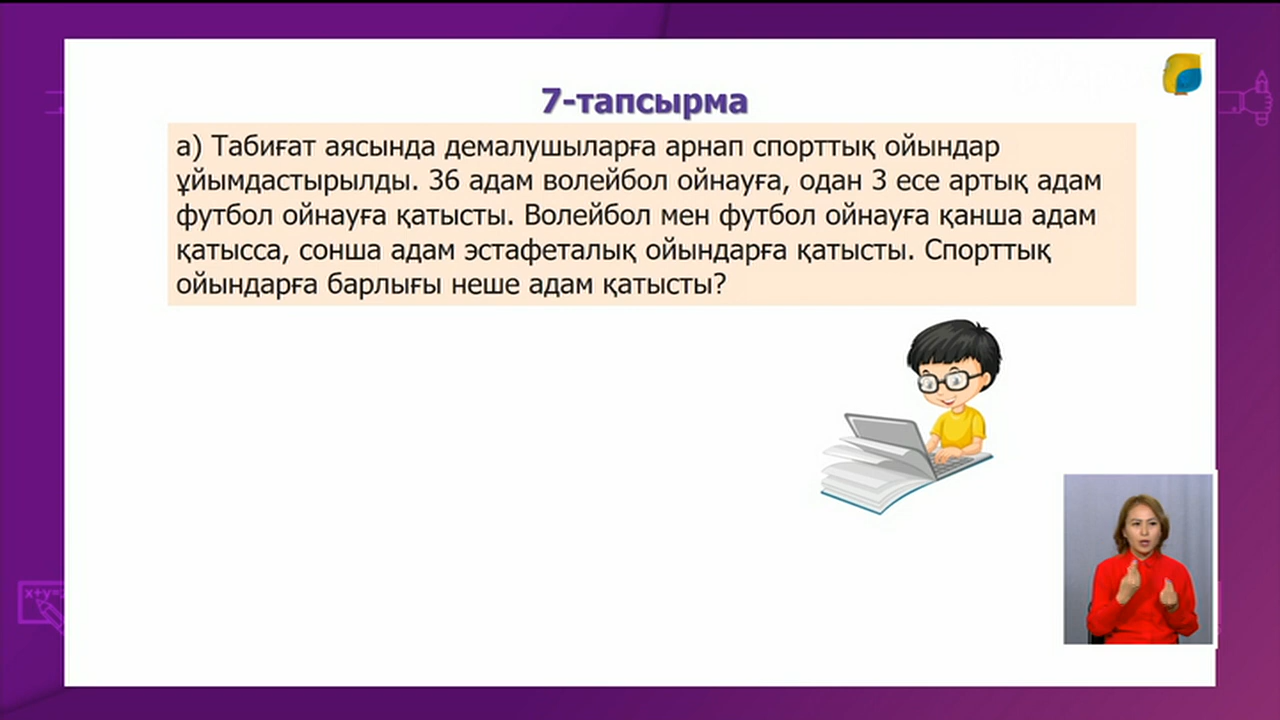 7-тапсырма
а) Табиғат аясында демалушыларға арнап спорттық ойындар
ұйымдастырылды. 36 адам волейбол ойнауға, одан 3 есе артық адам
футбол ойнауға қатысты. Волейбол мен футбол ойнауға қанша адам
қатысса, сонша адам эстафеталық ойындарға қатысты. Спорттық
ойындарға барлығы неше адам қатысты?
x+y=